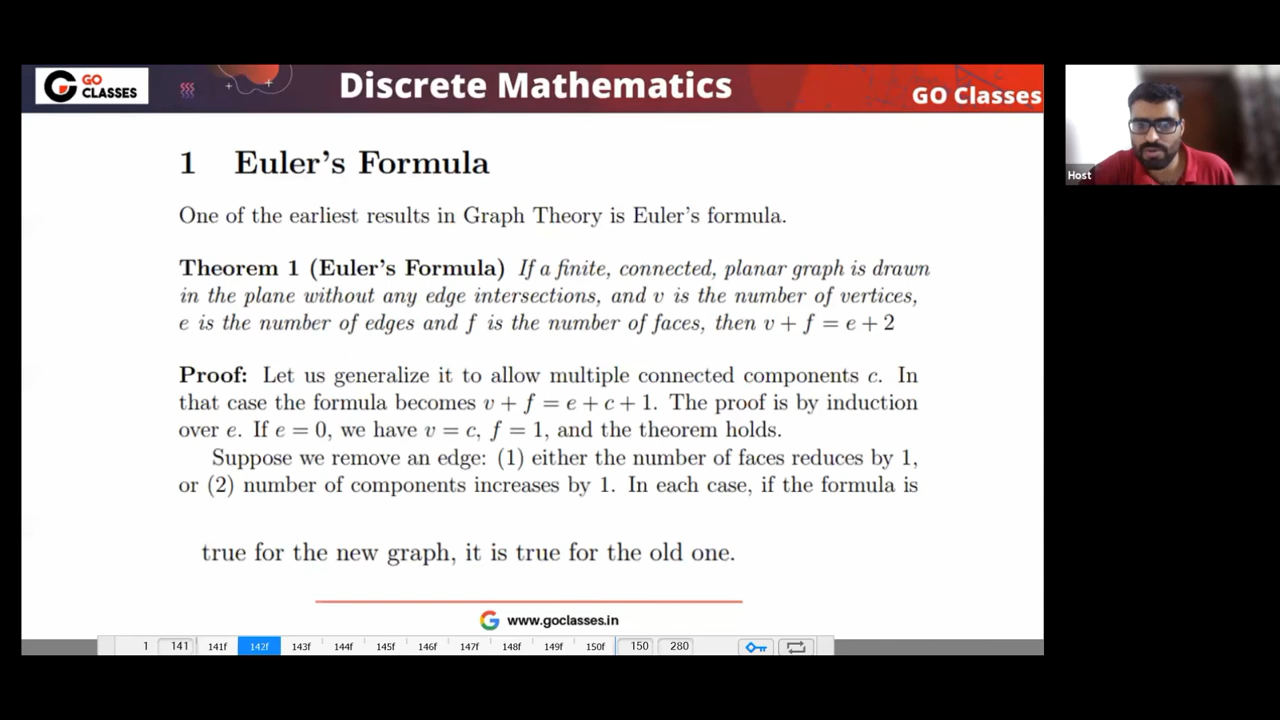 GO
CLASSES
Discrete Mathematics
GO Classes
1 Euler's Formula
One of the earliest results in Graph Theory is Euler's formula.
Theorem 1 (Euler's Formula) If a finite, connected, planar graph is drawn
in the plane without any edge intersections, and v is the number of vertices,
e is the number of edges and f is the number of faces, then v + f = e + 2
Proof: Let us generalize it to allow multiple connected components c. In
that case the formula becomes v + f = e + c + 1. The proof is by induction
over e. If e = 0, we have v = c, f = 1, and the theorem holds.
Suppose we remove an edge: (1) either the number of faces reduces by 1,
or (2) number of components increases by 1. In each case, if the formula is
true for the new graph, it is true for the old one.
www.goclasses.in
1 141 141f 142f 143f 144f 145f 146f 147f 148f 149f 150f 150 280
Host